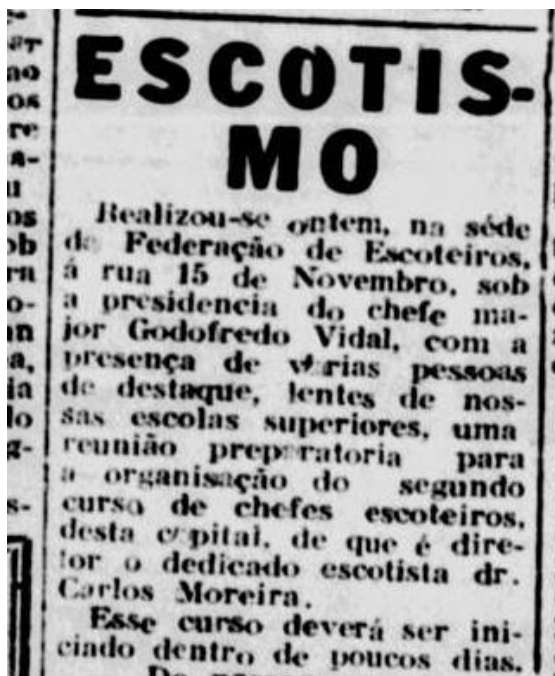 ESCOTIS-
MO
Realizou-se ontem, na séde
da Federação de Escoteiros,
á rua 15 de Novembro, sob
a presidencia do chefe ma-
jor Godofredo Vidal, com a
presença de várias pessoas
de destaque, lentes de nos-
sas escolas superiores, uma
reunião preparatoria para
a organisação do segundo
curso de chefes escoteiros,
desta capital, de que é dire-
tor o dedicado escotista dr.
Carlos Moreira.
Esse curso deverá ser ini-
ciado dentro de poucos dias.